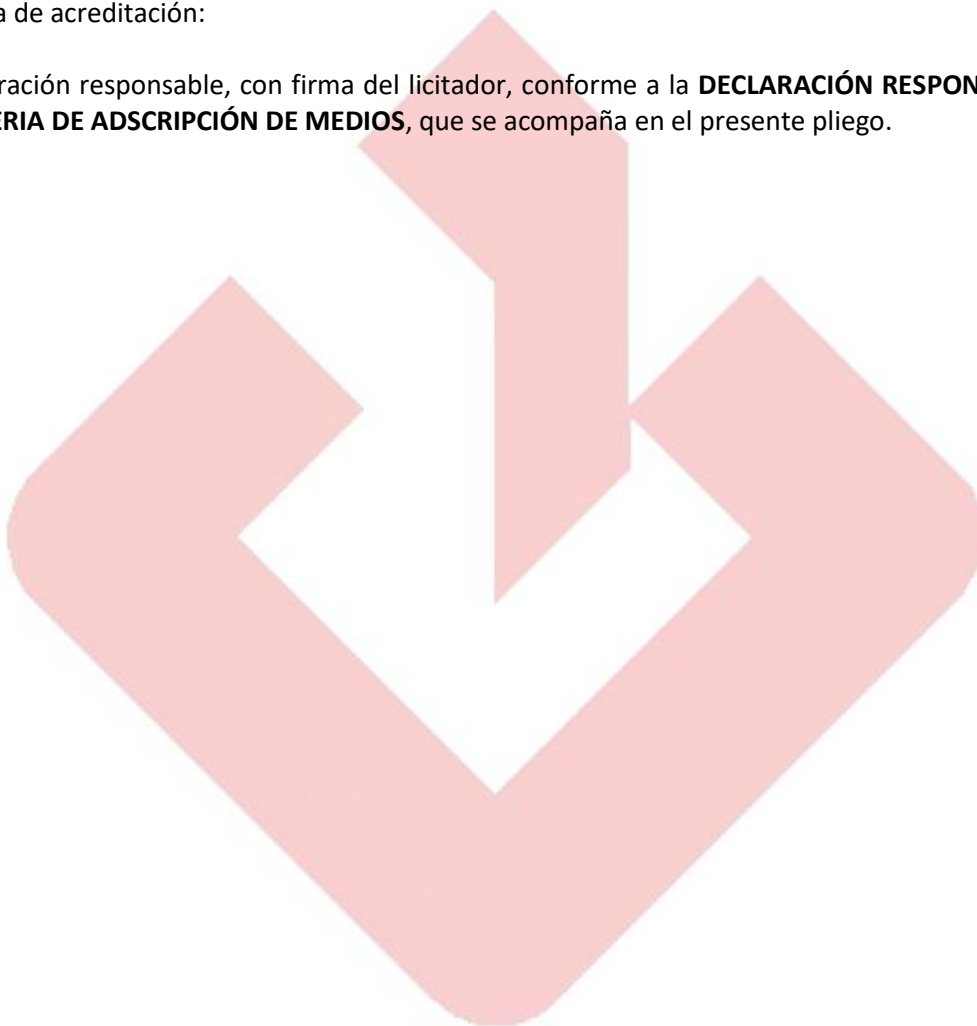 a de acreditación:
ración responsable, con firma del licitador, conforme a la DECLARACIÓN RESPON
ERIA DE ADSCRIPCIÓN DE MEDIOS, que se acompaña en el presente pliego.